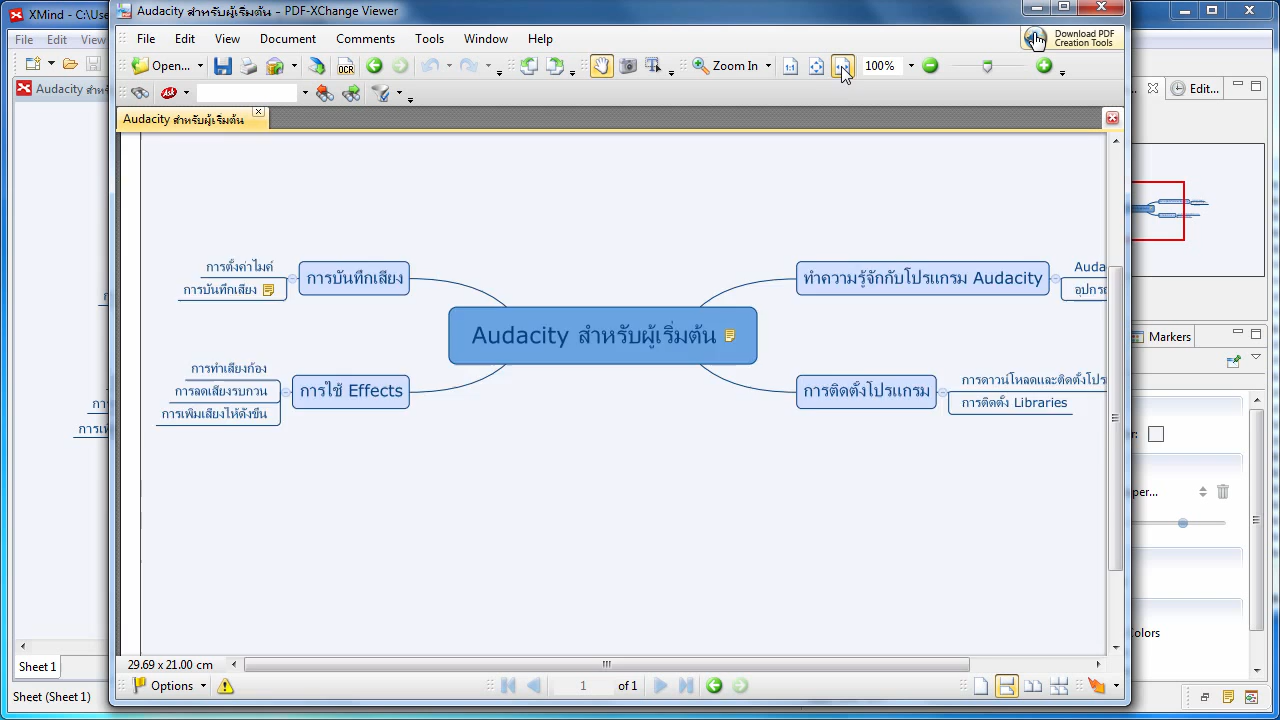 XMind - C:\Use
Audacity สำหรับผู้เริ่มต้น - PDF-XChange Viewer
File Edit View
File Edit View Document Comments Tools Window Help
Download PDF
Creation Tools
Open... OCR Zoom In 1:1 100%
Ask
Audacity สำหรั
Edit...
Audacity สำหรับผู้เริ่มต้น
การตั้งค่าไมค์
การบันทึกเสียง
การบันทึกเสียง
ทำความรู้จักกับโปรแกรม Audacity
Auda
อุปกรณ
Audacity สำหรับผู้เริ่มต้น
การทำเสียงก้อง
การลดเสียงรบกวน
การเพิ่มเสียงให้ดังขึ้น
การใช้ Effects
การติดตั้งโปรแกรม
การดาวน์โหลดและติดตั้งโปร
การติดตั้ง Libraries
Markers
per...
Colors
29.69 x 21.00 cm
Sheet 1
Options
1 of 1
Sheet (Sheet 1)